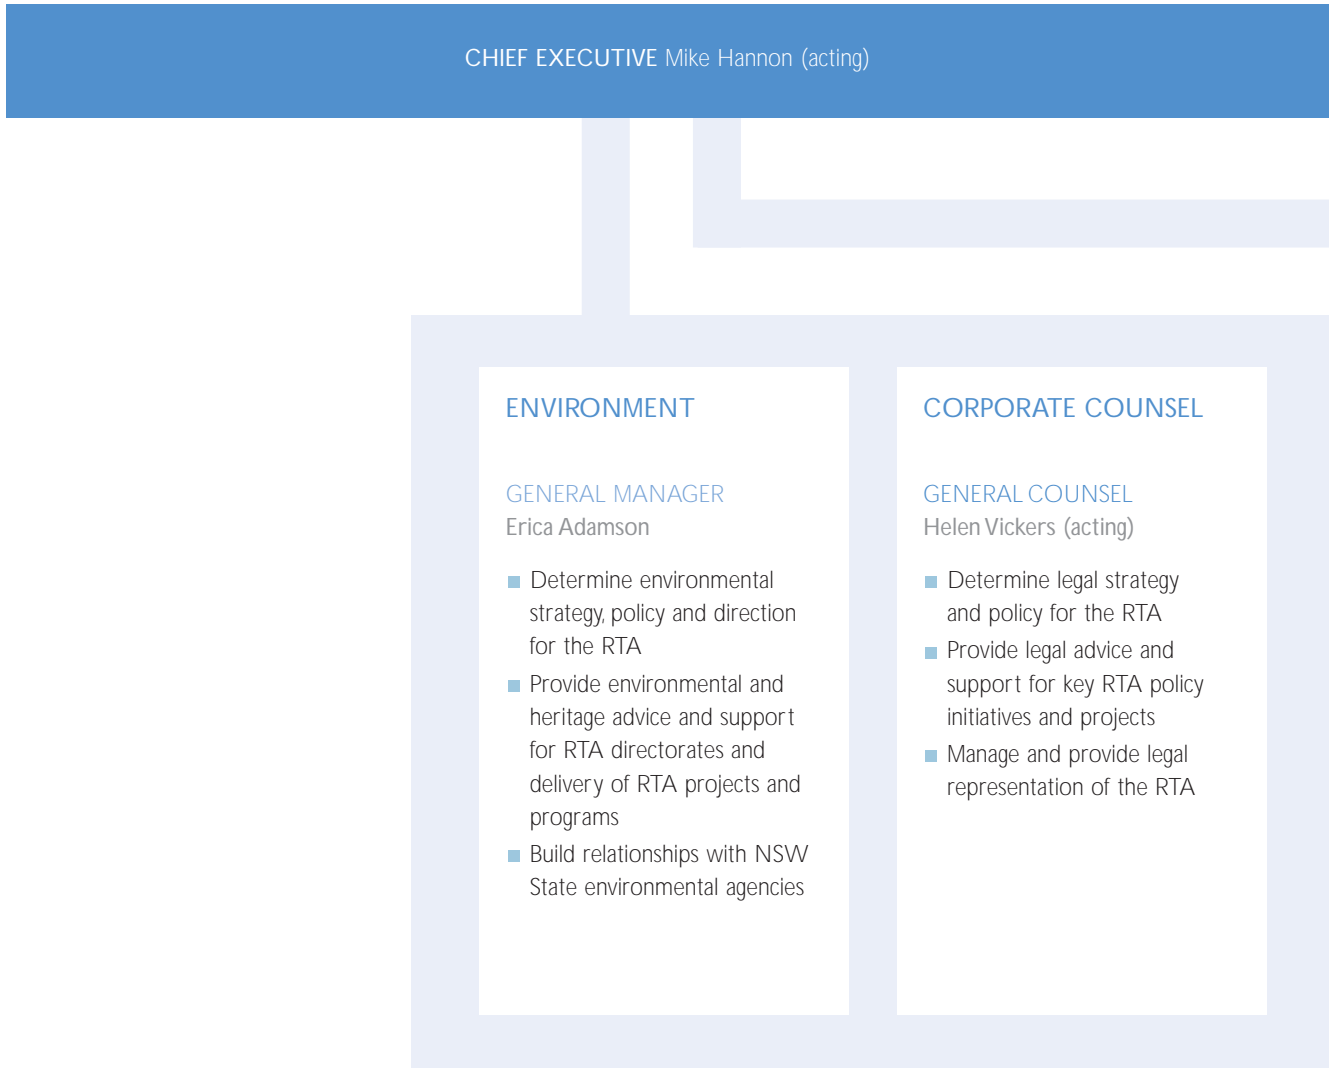 CHIEF EXECUTIVE Mike Hannon (acting)
ENVIRONMENT
GENERAL MANAGER
Erica Adamson
Determine environmental
strategy, policy and direction
for the RTA
Provide environmental and
heritage advice and support
for RTA directorates and
delivery of RTA projects and
programs
Build relationships with NSW
State environmental agencies
CORPORATE COUNSEL
GENERAL COUNSEL
Helen Vickers (acting)
Determine legal strategy
and policy for the RTA
Provide legal advice and
support for key RTA policy
initiatives and projects
Manage and provide legal
representation of the RTA